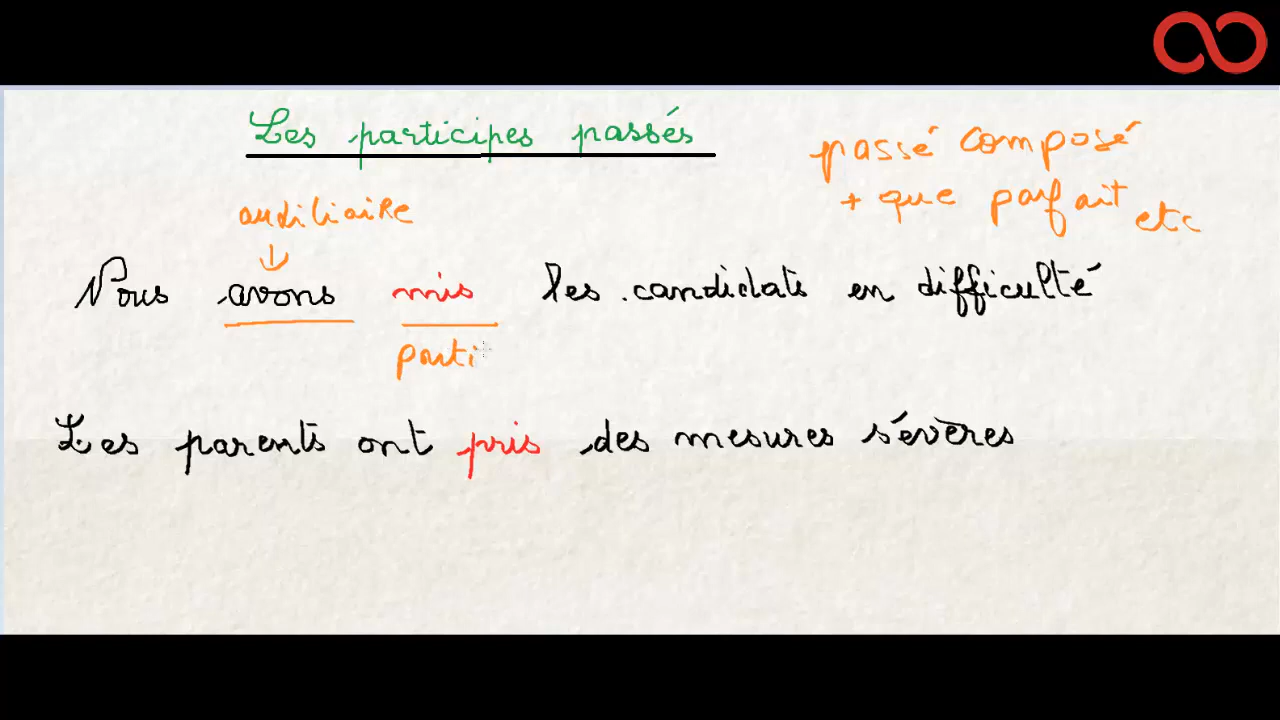 Les participes passés
passé composé
+ que parfait etc
auxiliaire
Nous avons mis les candidats en difficulté
parti
Les parents ont pris des mesures sévères